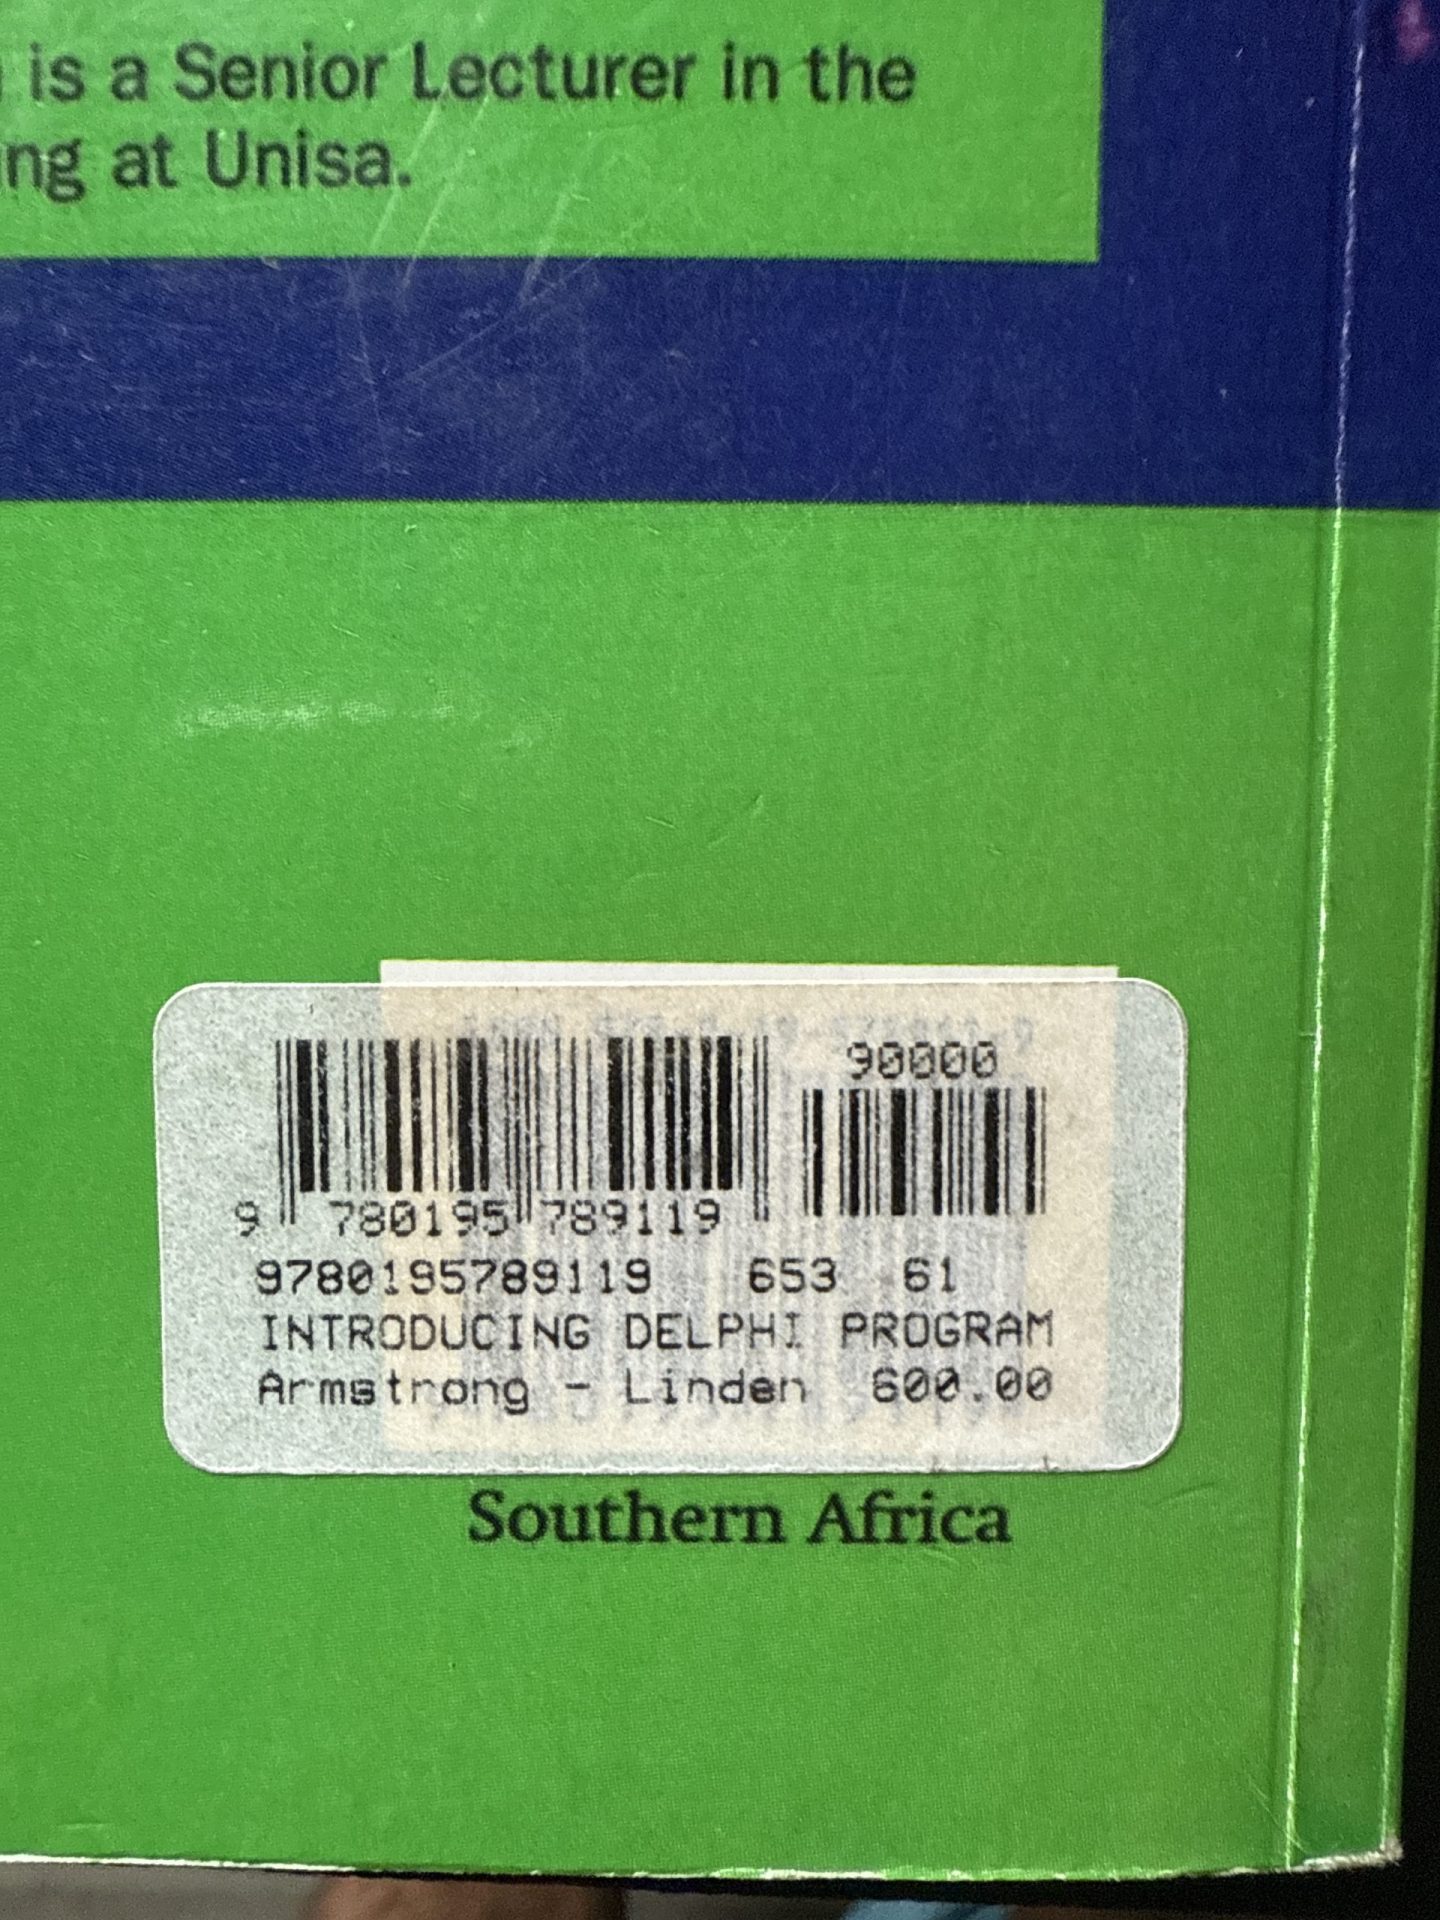 is a Senior Lecturer in the
ing at Unisa.
90000
9 780195 789119
9780195789119 653 61
INTRODUCING DELPHI PROGRAM
Armstrong - Linden 600.00
Southern Africa